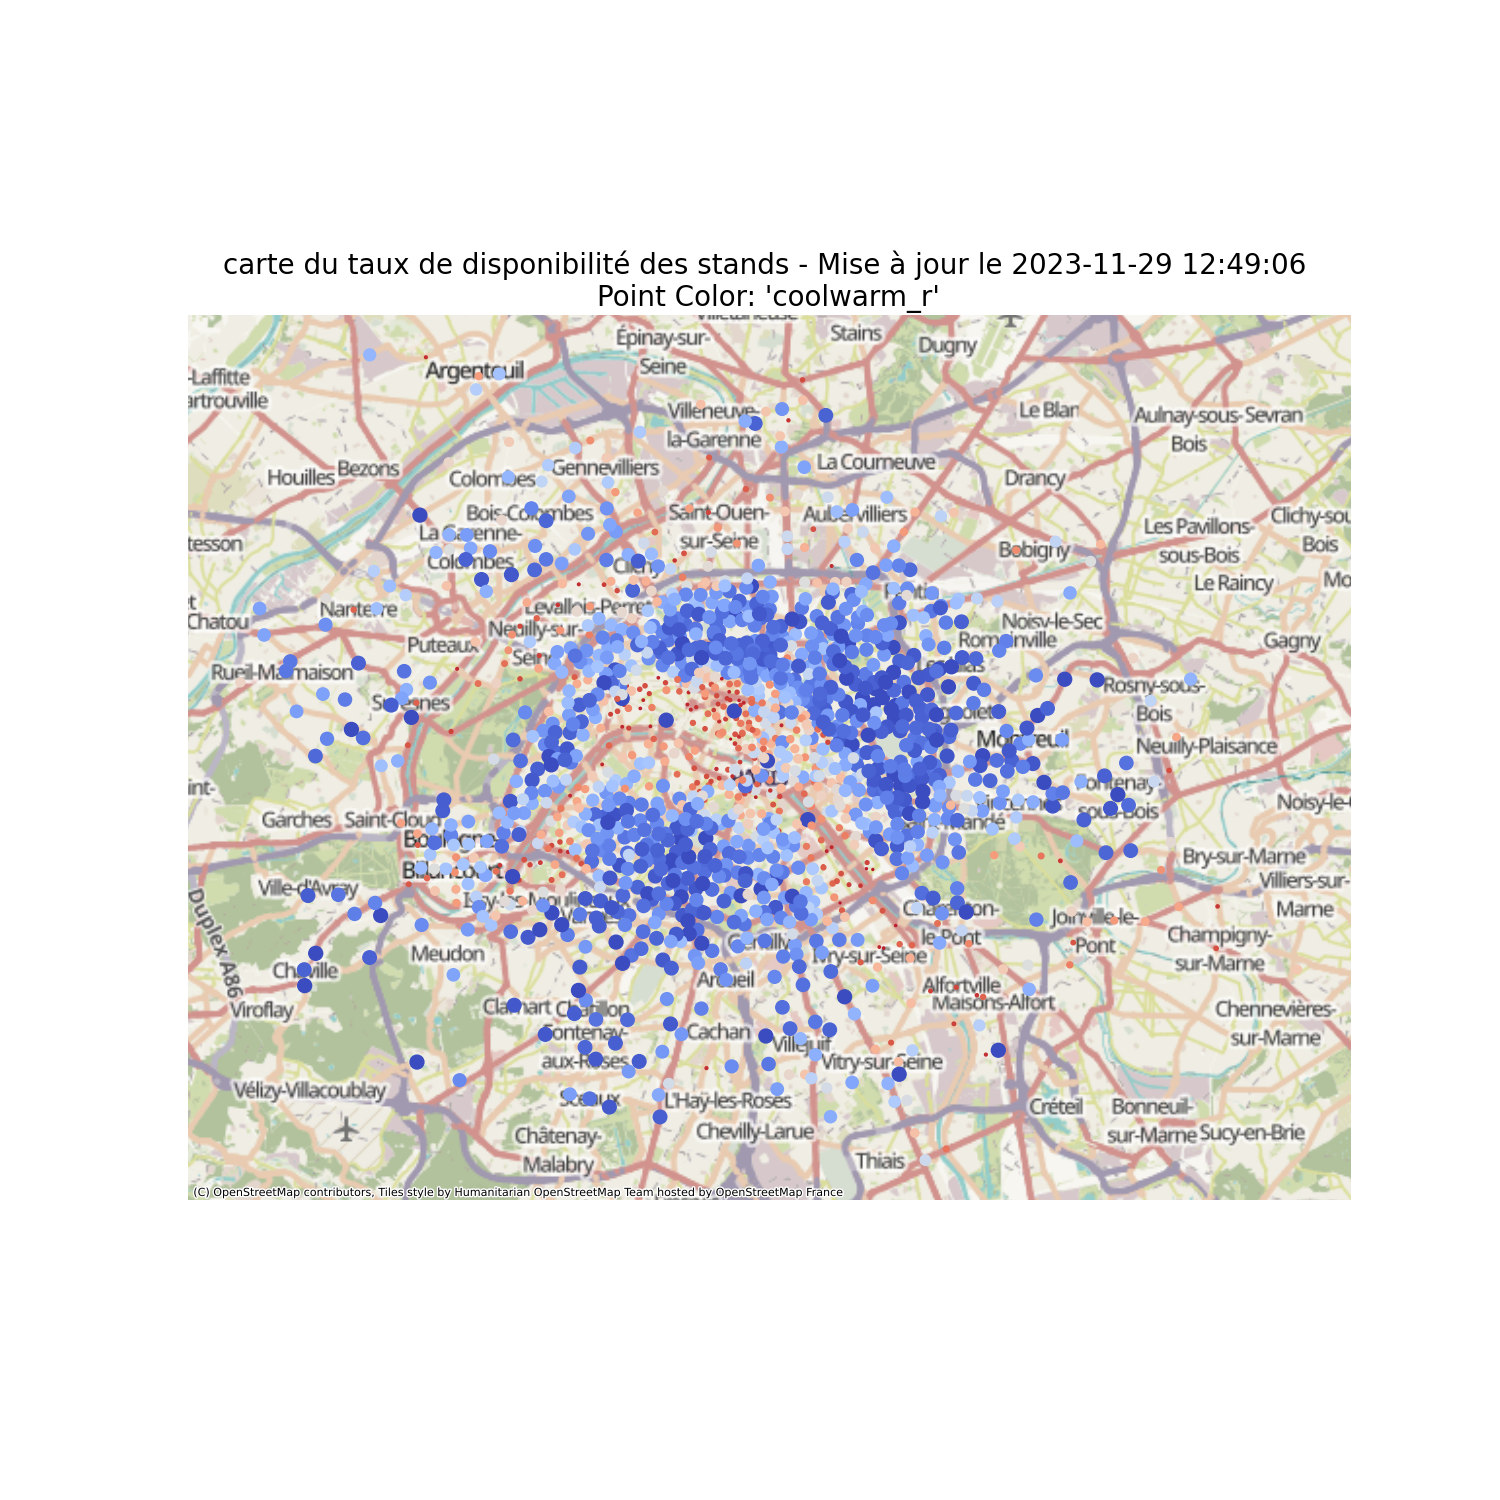 carte du taux de disponibilité des stands - Mise à jour le 2023-11-29 12:49:06
Point Color: 'coolwarm_r'
Épinay-sur-
Seine
Stains
Dugny
-Laffitte
artrouville
Argenteuil
Villeneuve-
la-Garenne
Le Blan
Aulnay-sous-
Bois
Sevran
Houilles
Bezons
Colombes
Gennevilliers
La Courneuve
Drancy
Bois-Colombes
Saint-Ouen-
sur-Seine
Aubervilliers
Les Pavillons-
sous-Bois
Clichy-sou
Bois
tesson
La Garenne-
Colombes
Clichy
Bobigny
Le Raincy
Mo
t
Chatou
Nanterre
Levallois-Perret
Pantin
Noisy-le-Sec
Romainville
Gagny
Puteaux
Neuilly-sur-
Seine
Rueil-Malmaison
Suresnes
Rosny-sous-
Bois
Montreuil
Neuilly-Plaisance
int-
Fontenay-
sous-Bois
Noisy-le-
Garches
Saint-Cloud
Boulogne-
Billancourt
Bry-sur-Marne
Ville-d'Avray
Villiers-sur-
Marne
Duplex A86
Charenton-
le-Pont
Joinville-le-
Pont
Champigny-
sur-Marne
Meudon
Gentilly
Ivry-sur-Seine
Chaville
Arcueil
Alfortville
Maisons-Alfort
Viroflay
Clamart
Châtillon
Chennevières-
sur-Marne
Fontenay-
aux-Roses
Cachan
Villejuif
Vitry-sur-Seine
Vélizy-Villacoublay
Sceaux
L'Haÿ-les-Roses
Créteil
Bonneuil-
sur-Marne
Sucy-en-Brie
Châtenay-
Malabry
Chevilly-Larue
Thiais
(C) OpenStreetMap contributors, Tiles style by Humanitarian OpenStreetMap Team hosted by OpenStreetMap France